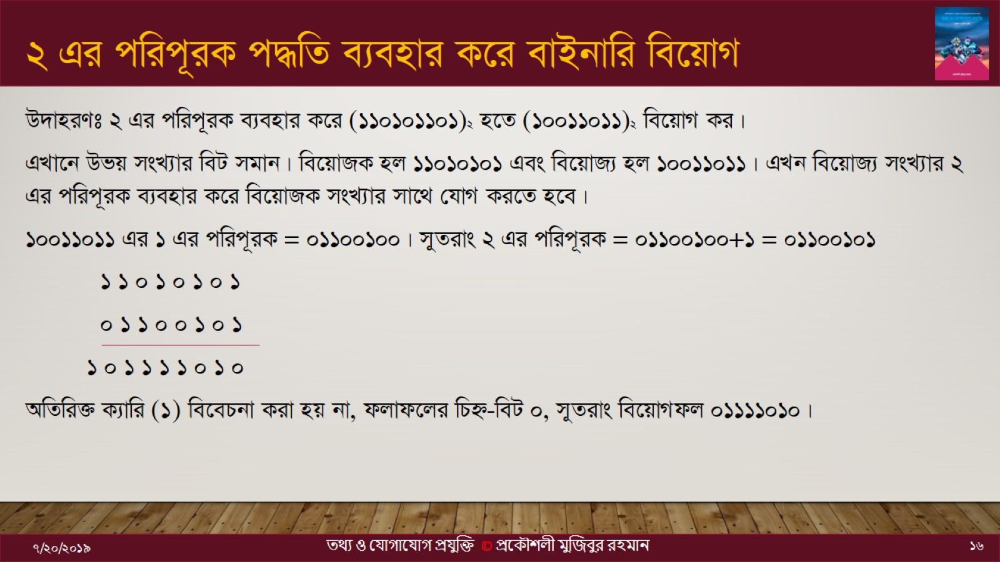 ২ এর পরিপূরক পদ্ধতি ব্যবহার করে বাইনারি বিয়োগ
উদাহরণঃ ২ এর পরিপূরক ব্যবহার করে (১১০১০১১০১)₂ হতে (১০০১১০১১)₂ বিয়োগ কর।
এখানে উভয় সংখ্যার বিট সমান। বিয়োজক হল ১১০১০১০১ এবং বিয়োজ্য হল ১০০১১০১১। এখন বিয়োজ্য সংখ্যার ২
এর পরিপূরক ব্যবহার করে বিয়োজক সংখ্যার সাথে যোগ করতে হবে।
১০০১১০১১ এর ১ এর পরিপূরক = ০১১০০১০০। সুতরাং ২ এর পরিপূরক = ০১১০০১০০+১ = ০১১০০১০১
১ ১ ০ ১ ০ ১ ০ ১
০ ১ ১ ০ ০ ১ ০ ১
১ ০ ১ ১ ১ ১ ০ ১ ০
অতিরিক্ত ক্যারি (১) বিবেচনা করা হয় না, ফলাফলের চিহ্ন-বিট ০, সুতরাং বিয়োগফল ০১১১১০১০।
৭/২০/২০১৯
তথ্য ও যোগাযোগ প্রযুক্তি © প্রকৌশলী মুজিবুর রহমান
১৬